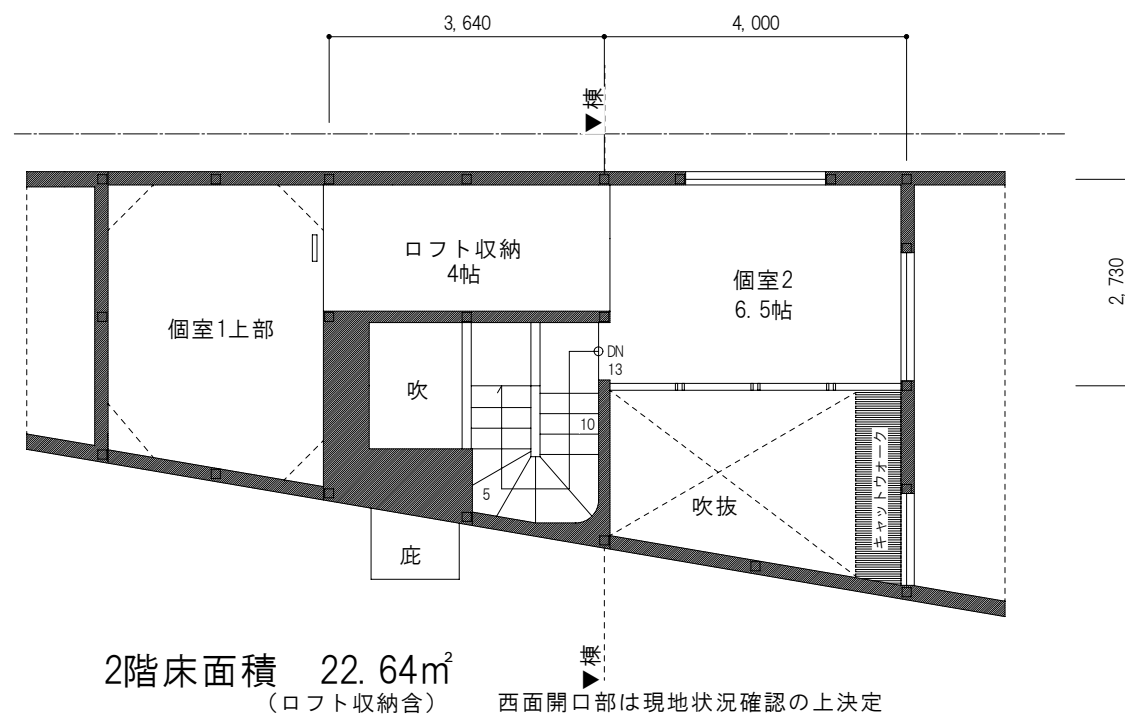 3,640
4,000
▼棟
2,730
ロフト収納
4帖
個室2
6.5帖
個室1上部
DN
13
吹
10
5
吹抜
キャットウォーク
庇
▼棟
2階床面積 22.64㎡
(ロフト収納含) 西面開口部は現地状況確認の上決定